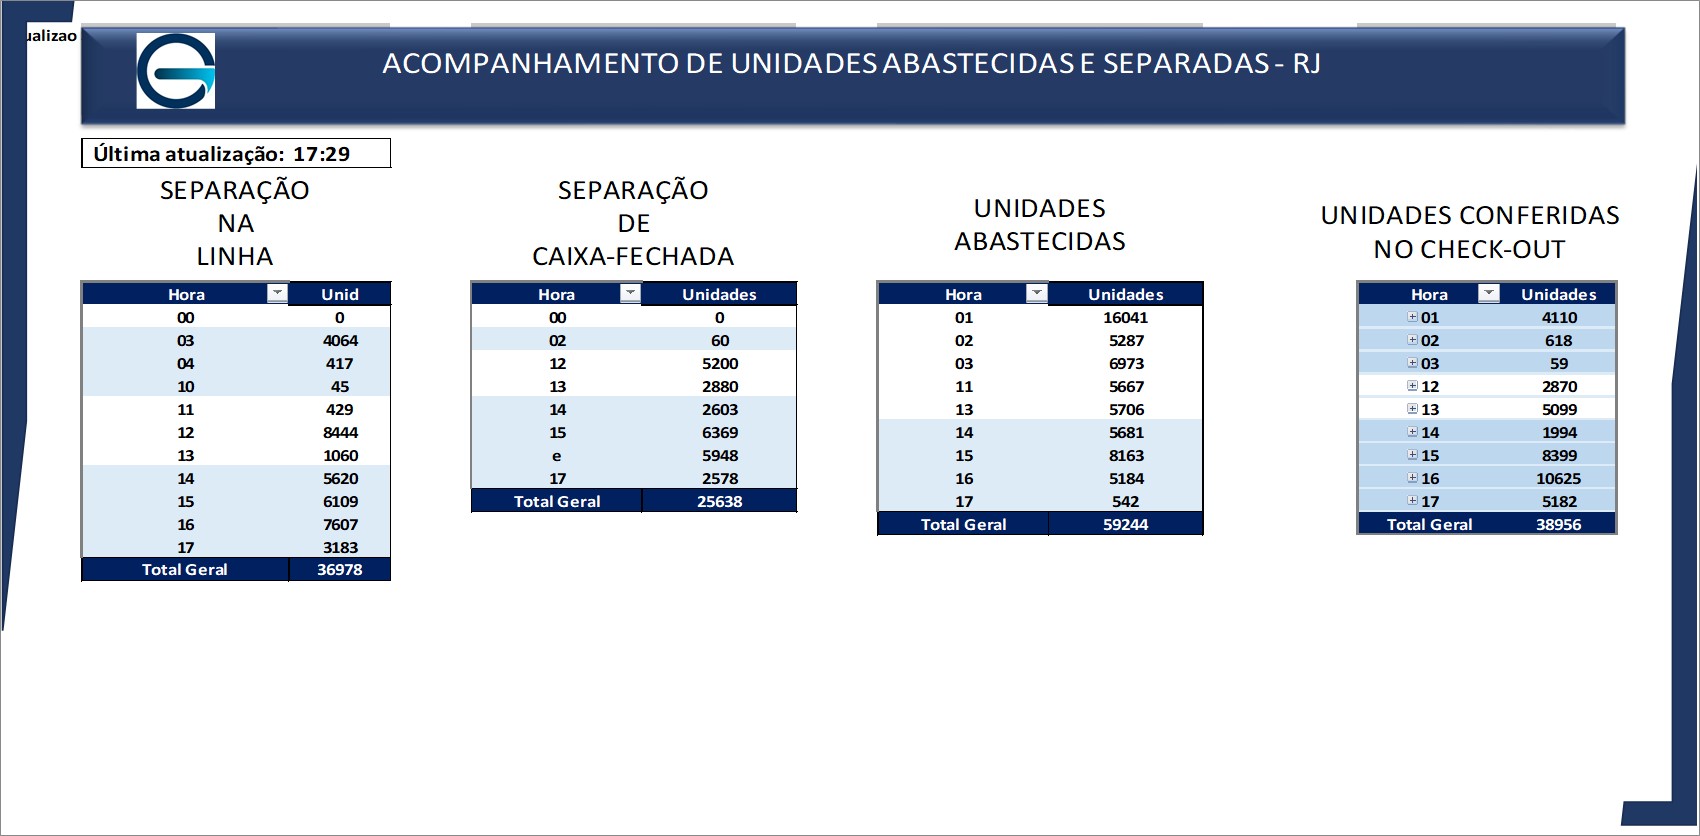 ualizao
ACOMPANHAMENTO DE UNIDADES ABASTECIDAS E SEPARADAS - RJ
Última atualização: 17:29
SEPARAÇÃO
NA
LINHA
Hora Unid
00 0
03 4064
04 417
10 45
11 429
12 8444
13 1060
14 5620
15 6109
16 7607
17 3183
Total Geral 36978
SEPARAÇÃO
DE
CAIXA-FECHADA
Hora Unidades
00 0
02 60
12 5200
13 2880
14 2603
15 6369
e 5948
17 2578
Total Geral 25638
UNIDADES
ABASTECIDAS
Hora Unidades
01 16041
02 5287
03 6973
11 5667
13 5706
14 5681
15 8163
16 5184
17 542
Total Geral 59244
UNIDADES CONFERIDAS
NO CHECK-OUT
Hora Unidades
01 4110
02 618
03 59
12 2870
13 5099
14 1994
15 8399
16 10625
17 5182
Total Geral 38956